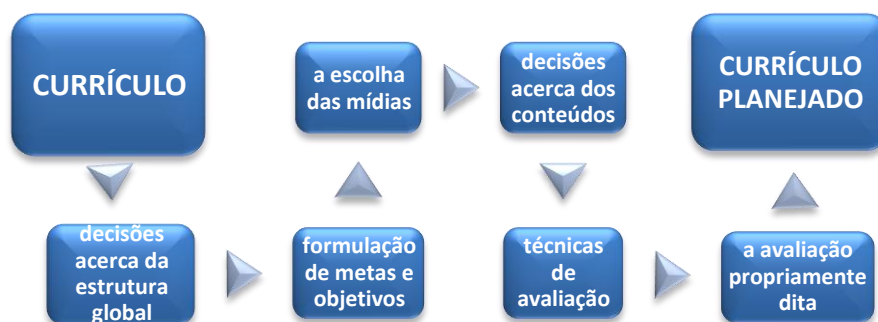 CURRÍCULO
decisões
acerca da
estrutura
global
formulação
de metas e
objetivos
a escolha
das mídias
decisões
acerca dos
conteúdos
técnicas
de
avaliação
a avaliação
propriamente
dita
CURRÍCULO
PLANEJADO